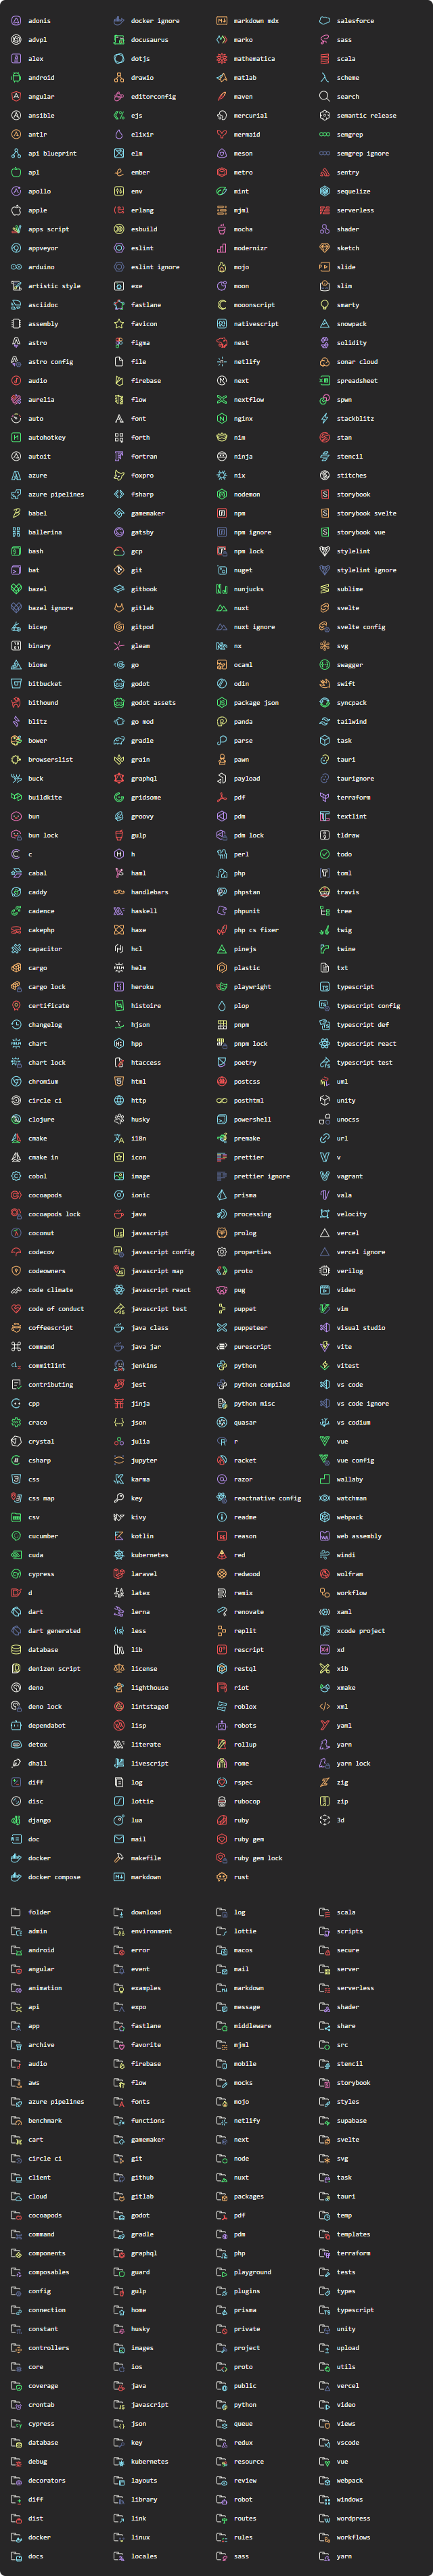 adonis
advpl
alex
android
angular
ansible
antlr
api blueprint
apl
apollo
apple
apps script
appveyor
arduino
artistic style
asciidoc
assembly
astro
astro config
audio
aurelia
auto
autohotkey
autoit
azure
azure pipelines
babel
ballerina
bash
bat
bazel
bazel ignore
bicep
binary
biome
bitbucket
bithound
blitz
bower
browserslist
buck
buildkite
bun
bun lock
c
cabal
caddy
cadence
cakephp
capacitor
cargo
cargo lock
certificate
changelog
chart
chart lock
chromium
circle ci
clojure
cmake
cmake in
cobol
cocoapods
cocoapods lock
coconut
codecov
codeowners
code climate
code of conduct
coffeescript
command
commitlint
contributing
cpp
craco
crystal
csharp
css
css map
csv
cucumber
cuda
cypress
d
dart
dart generated
database
denizen script
deno
deno lock
dependabot
detox
dhall
diff
disc
django
doc
docker
docker compose
docker ignore
docusaurus
dotjs
drawio
editorconfig
ejs
elixir
elm
ember
env
erlang
esbuild
eslint
eslint ignore
exe
fastlane
favicon
figma
file
firebase
flow
font
forth
fortran
foxpro
fsharp
gamemaker
gatsby
gcp
git
gitbook
gitlab
gitpod
gleam
go
godot
godot assets
go mod
gradle
grain
graphql
gridsome
groovy
gulp
h
haml
handlebars
haskell
haxe
hcl
helm
heroku
histoire
hjson
hpp
htaccess
html
http
husky
i18n
icon
image
ionic
java
javascript
javascript config
javascript map
javascript react
javascript test
java class
java jar
jenkins
jest
jinja
json
julia
jupyter
karma
key
kivy
kotlin
kubernetes
laravel
latex
lerna
less
lib
license
lighthouse
lintstaged
lisp
literate
livescript
log
lottie
lua
mail
makefile
markdown
markdown mdx
marko
mathematica
matlab
maven
mercurial
mermaid
meson
metro
mint
mjml
mocha
modernizr
mojo
moon
mooonscript
nativescript
nest
netlify
next
nextflow
nginx
nim
ninja
nix
nodemon
npm
npm ignore
npm lock
nuget
nunjucks
nuxt
nuxt ignore
nx
ocaml
odin
package json
panda
parse
pawn
payload
pdf
pdm
pdm lock
perl
php
phpstan
phpunit
php cs fixer
pinejs
plastic
playwright
plop
pnpm
pnpm lock
poetry
postcss
posthtml
powershell
premake
prettier
prettier ignore
prisma
processing
prolog
properties
proto
pug
puppet
puppeteer
purescript
python
python compiled
python misc
quasar
r
racket
razor
reactnative config
readme
reason
red
redwood
remix
renovate
replit
rescript
restql
riot
roblox
robots
rollup
rome
rspec
rubocop
ruby
ruby gem
ruby gem lock
rust
salesforce
sass
scala
scheme
search
semantic release
semgrep
semgrep ignore
sentry
sequelize
serverless
shader
sketch
slide
slim
smarty
snowpack
solidity
sonar cloud
spreadsheet
spwn
stackblitz
stan
stencil
stitches
storybook
storybook svelte
storybook vue
stylelint
stylelint ignore
sublime
svelte
svelte config
svg
swagger
swift
syncpack
tailwind
task
tauri
taurignore
terraform
textlint
tldraw
todo
toml
travis
tree
twig
twine
txt
typescript
typescript config
typescript def
typescript react
typescript test
uml
unity
unocss
url
v
vagrant
vala
velocity
vercel
vercel ignore
verilog
video
vim
visual studio
vite
vitest
vs code
vs code ignore
vs codium
vue
vue config
wallaby
watchman
webpack
web assembly
windi
wolfram
workflow
xaml
xcode project
xd
xib
xmake
xml
yaml
yarn
yarn lock
zig
zip
3d
folder
admin
android
angular
animation
api
app
archive
audio
aws
azure pipelines
benchmark
cart
circle ci
client
cloud
cocoapods
command
components
composables
config
connection
constant
controllers
core
coverage
crontab
cypress
database
debug
decorators
diff
dist
docker
docs
download
environment
error
event
examples
expo
fastlane
favorite
firebase
flow
fonts
functions
gamemaker
git
github
gitlab
godot
gradle
graphql
guard
gulp
home
husky
images
ios
java
javascript
json
key
kubernetes
layouts
library
link
linux
locales
log
lottie
macos
mail
markdown
message
middleware
mjml
mobile
mocks
mojo
netlify
next
node
nuxt
packages
pdf
pdm
php
playground
plugins
prisma
private
project
proto
public
python
queue
redux
resource
review
robot
routes
rules
sass
scala
scripts
secure
server
serverless
shader
share
src
stencil
storybook
styles
supabase
svelte
svg
task
tauri
temp
templates
terraform
tests
types
typescript
unity
upload
utils
vercel
video
views
vscode
vue
webpack
windows
wordpress
workflows
yarn